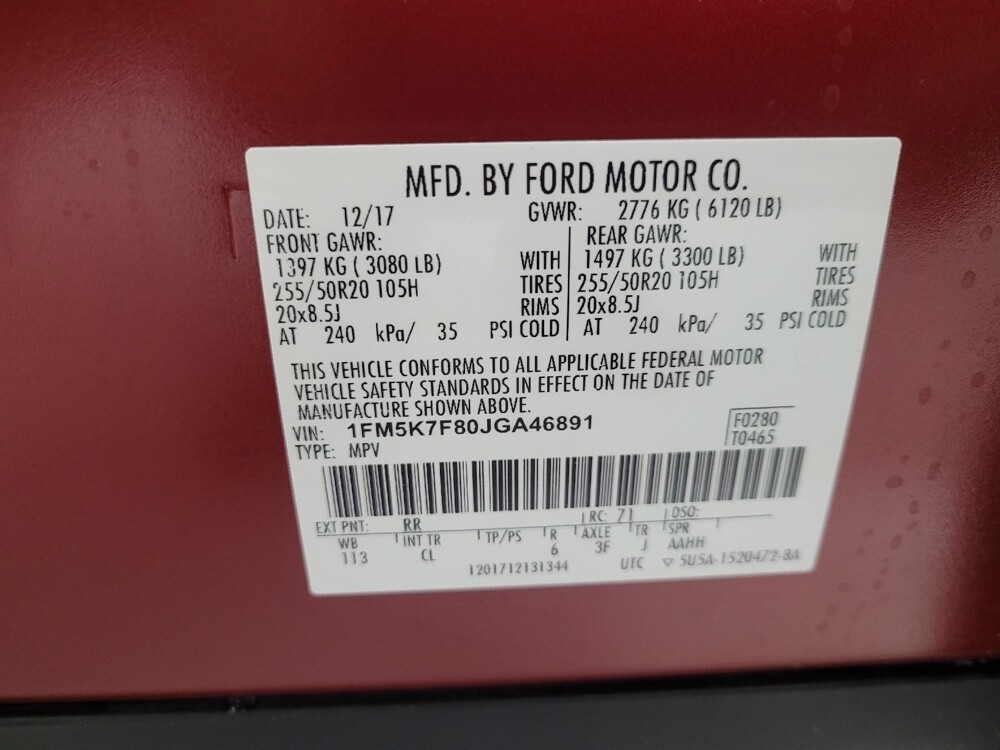 MFD. BY FORD MOTOR CO.
DATE: 12/17 GVWR: 2776 KG ( 6120 LB)
FRONT GAWR: REAR GAWR:
1397 KG ( 3080 LB) WITH 1497 KG ( 3300 LB) WITH
255/50R20 105H TIRES 255/50R20 105H TIRES
20x8.5J RIMS 20x8.5J RIMS
AT 240 kPa/ 35 PSI COLD AT 240 kPa/ 35 PSI COLD
THIS VEHICLE CONFORMS TO ALL APPLICABLE FEDERAL MOTOR
VEHICLE SAFETY STANDARDS IN EFFECT ON THE DATE OF
MANUFACTURE SHOWN ABOVE.
VIN: 1FM5K7F80JGA46891 F0280
TYPE: MPV T0465
EXT PNT: RR RC: 71 DSO:
WB INT TR TP/PS R AXLE TR SPR
113 CL 6 3F J AAHH
1201712131344 UTC ▽ 5U5A-1520472-BA